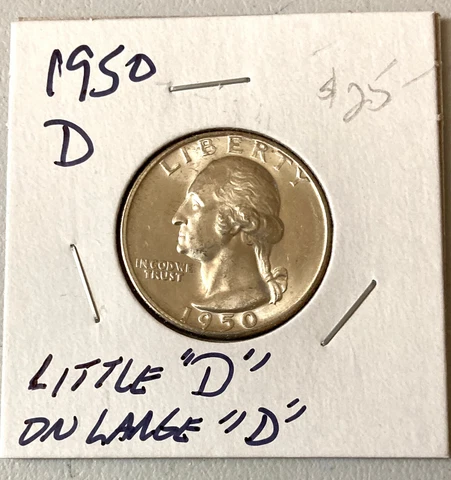 1950
$25
D
LIBERTY
IN GOD WE
TRUST
1950
LITTLE "D"
ON LARGE "D"